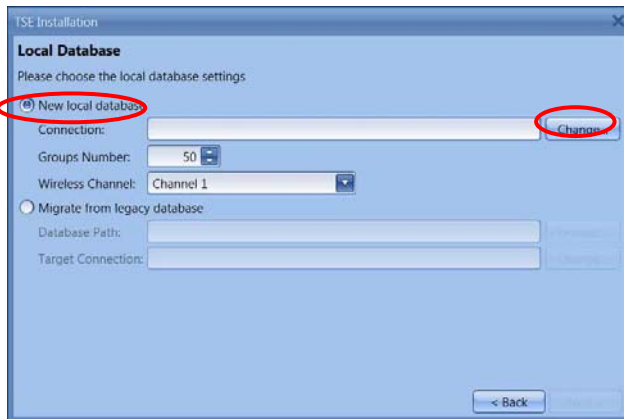 TSE Installation
Local Database
Please choose the local database settings
New local database
Connection: Change...
Groups Number: 50
Wireless Channel: Channel 1
Migrate from legacy database
Database Path:
Target Connection:
< Back